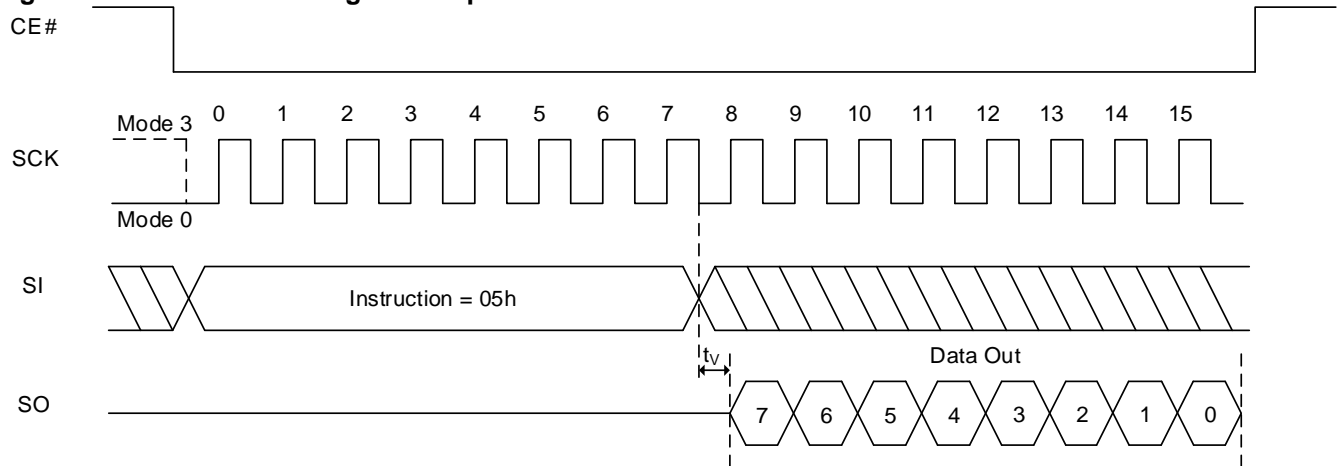 CE#
0 1 2 3 4 5 6 7 8 9 10 11 12 13 14 15
Mode 3
SCK
Mode 0
SI
Instruction = 05h
tV
Data Out
SO
7 6 5 4 3 2 1 0